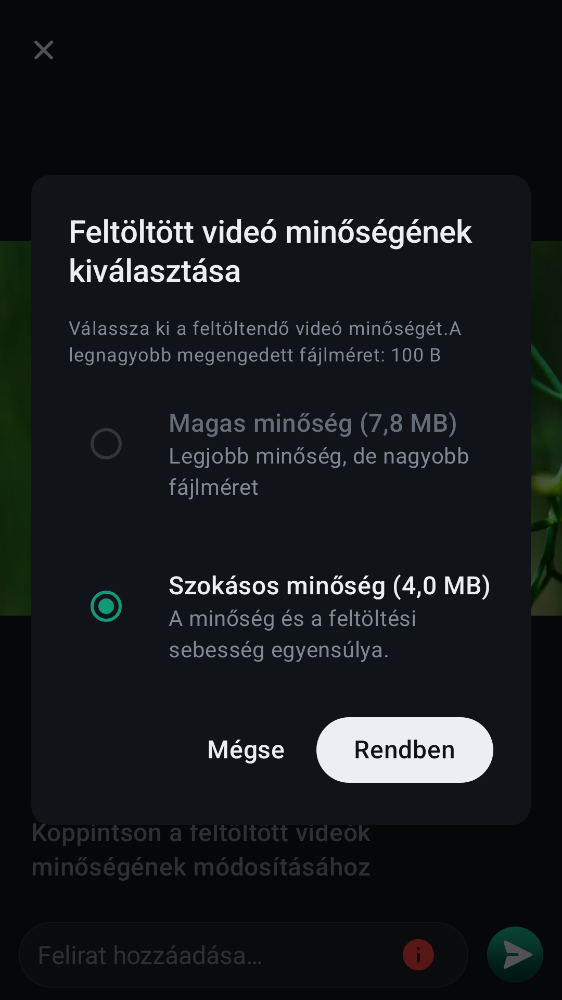 Feltöltött videó minőségének
kiválasztása
Válassza ki a feltöltendő videó minőségét.A
legnagyobb megengedett fájlméret: 100 B
Magas minőség (7,8 MB)
Legjobb minőség, de nagyobb
fájlméret
Szokásos minőség (4,0 MB)
A minőség és a feltöltési
sebesség egyensúlya.
Mégse
Rendben
Koppintson a feltöltött videók
minőségének módosításához
Felirat hozzáadása…